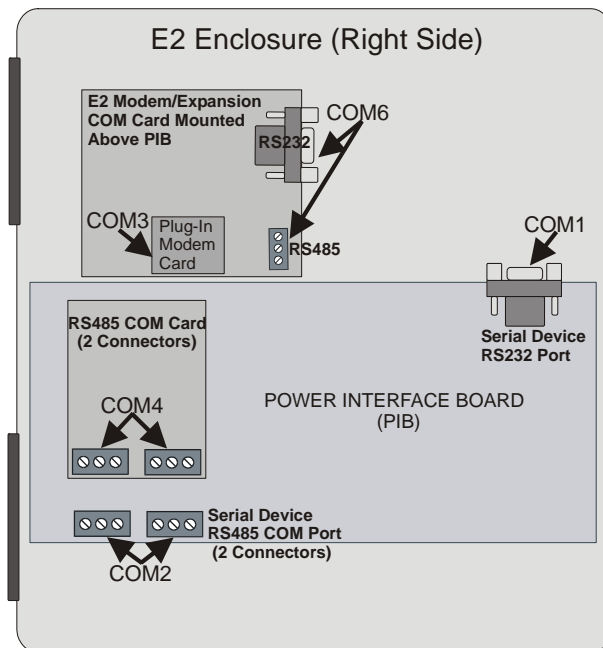 E2 Enclosure (Right Side)
E2 Modem/Expansion
COM Card Mounted
Above PIB
COM6
RS232
COM3
Plug-In
Modem
Card
RS485
COM1
Serial Device
RS232 Port
RS485 COM Card
(2 Connectors)
COM4
POWER INTERFACE BOARD
(PIB)
Serial Device
RS485 COM Port
(2 Connectors)
COM2